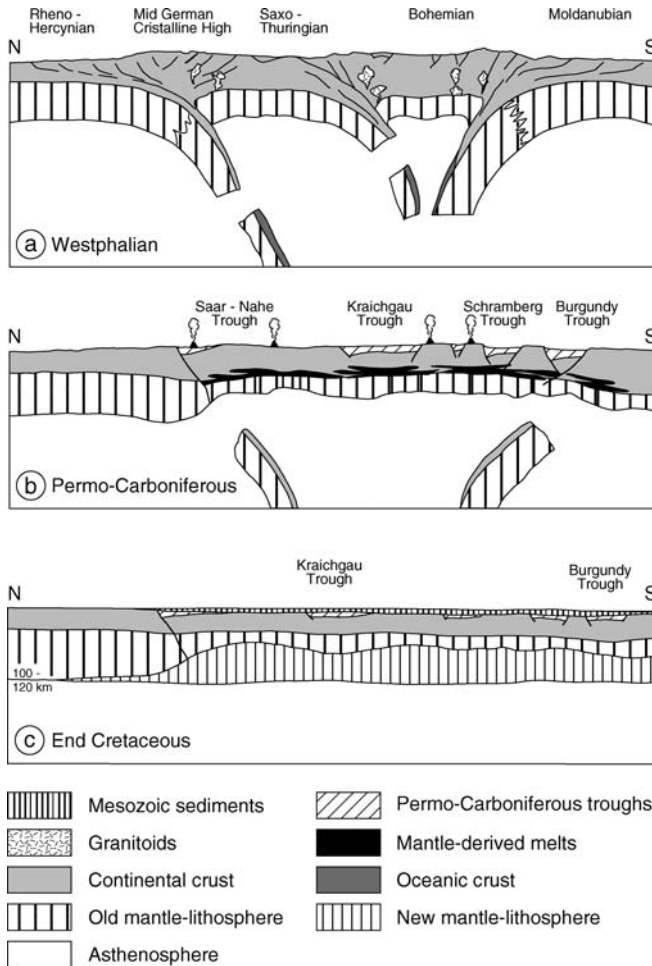 Rheno - Hercynian
Mid German Cristalline High
Saxo - Thuringian
Bohemian
Moldanubian
N
S
a Westphalian
Saar - Nahe Trough
Kraichgau Trough
Schramberg Trough
Burgundy Trough
N
S
b Permo-Carboniferous
Kraichgau Trough
Burgundy Trough
N
S
100 -
120 km
c End Cretaceous
Mesozoic sediments
Permo-Carboniferous troughs
Granitoids
Mantle-derived melts
Continental crust
Oceanic crust
Old mantle-lithosphere
New mantle-lithosphere
Asthenosphere